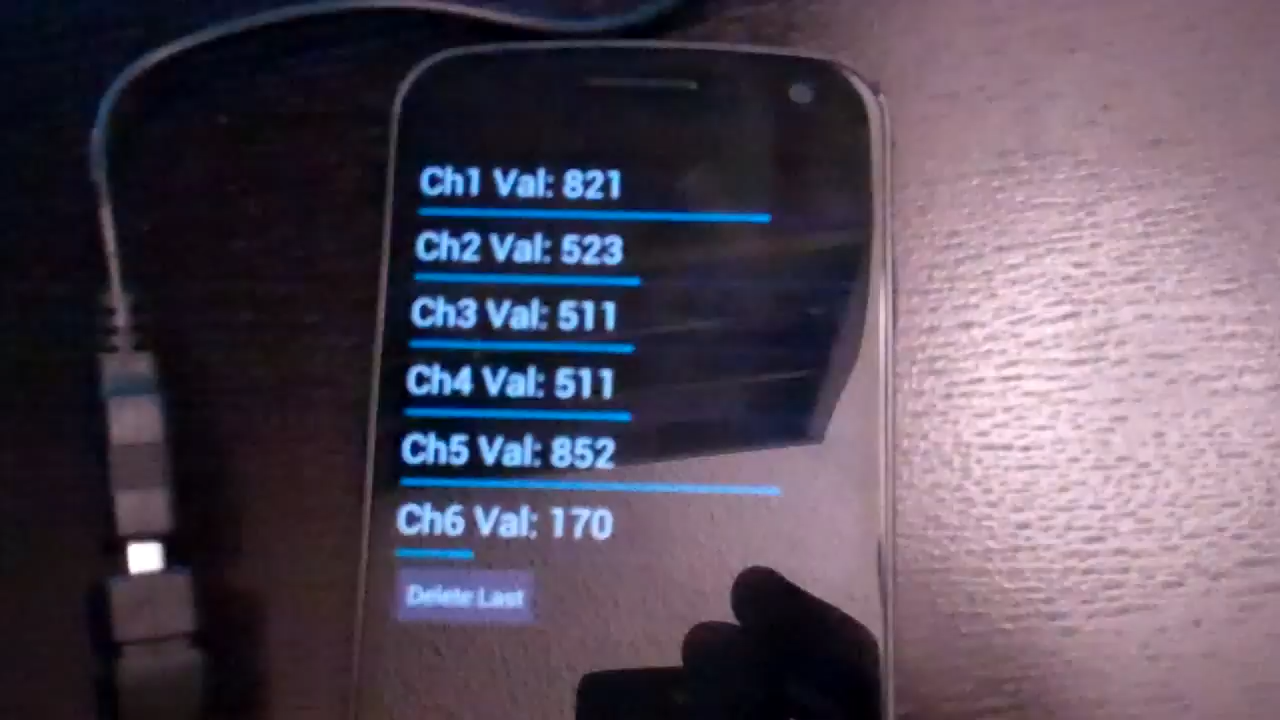 Ch1 Val: 821
Ch2 Val: 523
Ch3 Val: 511
Ch4 Val: 511
Ch5 Val: 852
Ch6 Val: 170
Delete Last